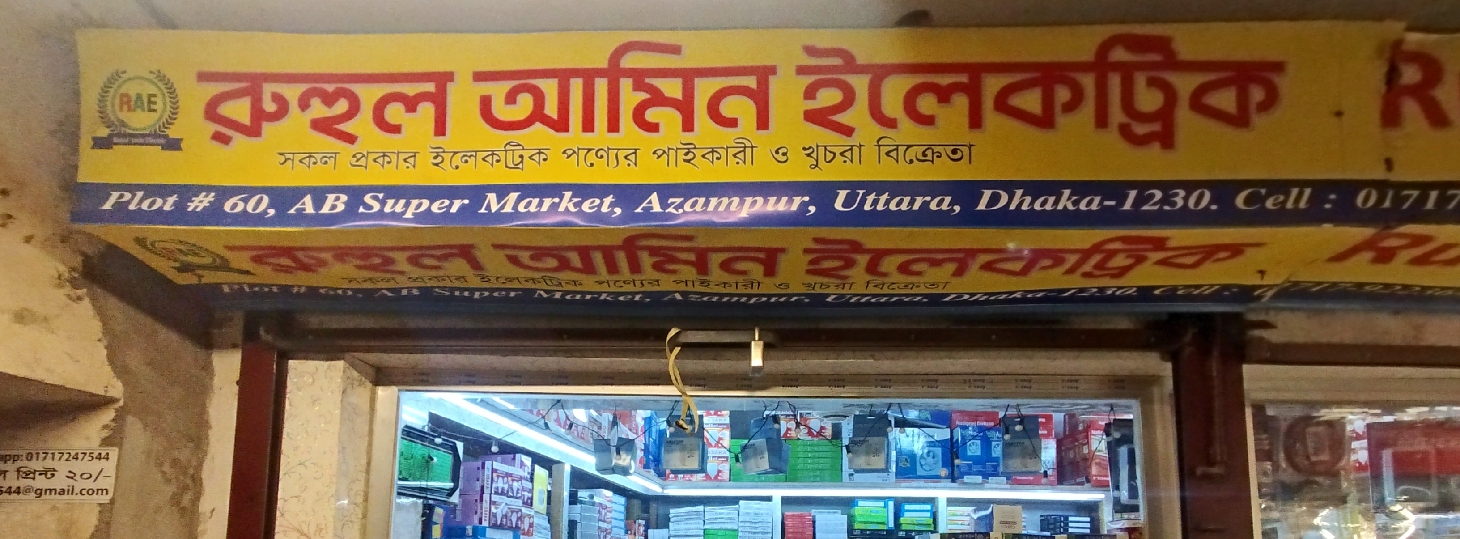 RAE
রুহুল আমিন ইলেকট্রিক
সকল প্রকার ইলেকট্রিক পণ্যের পাইকারী ও খুচরা বিক্রেতা
Plot # 60, AB Super Market, Azampur, Uttara, Dhaka-1230. Cell : 01717
রুহুল আমিন ইলেকট্রিক
সকল প্রকার ইলেকট্রিক পণ্যের পাইকারী ও খুচরা বিক্রেতা
Plot # 60, AB Super Market, Azampur, Uttara, Dhaka-1230. Cell :
app: 01717247544
প্রিন্ট ২০/-
544@gmail.com